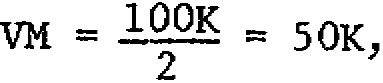 VM = 100K / 2 = 50K,